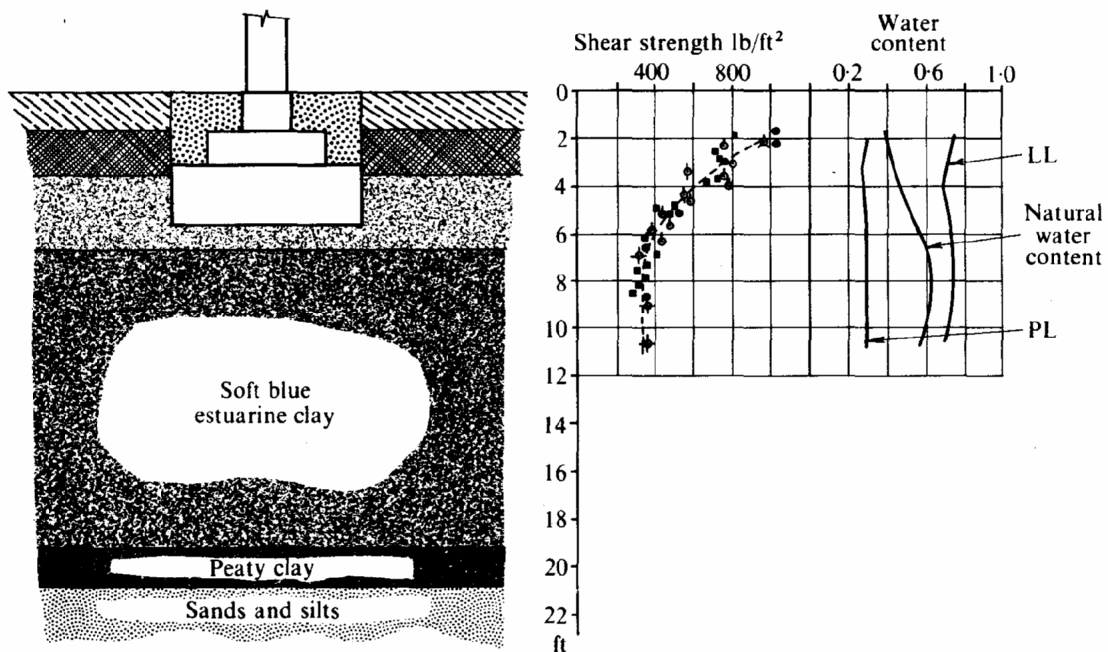 Shear strength lb/ft²
Water
content
400
800
0·2
0·6
1·0
0
2
4
6
8
10
12
14
16
18
20
22
ft
LL
Natural
water
content
PL
Soft blue
estuarine clay
Peaty clay
Sands and silts